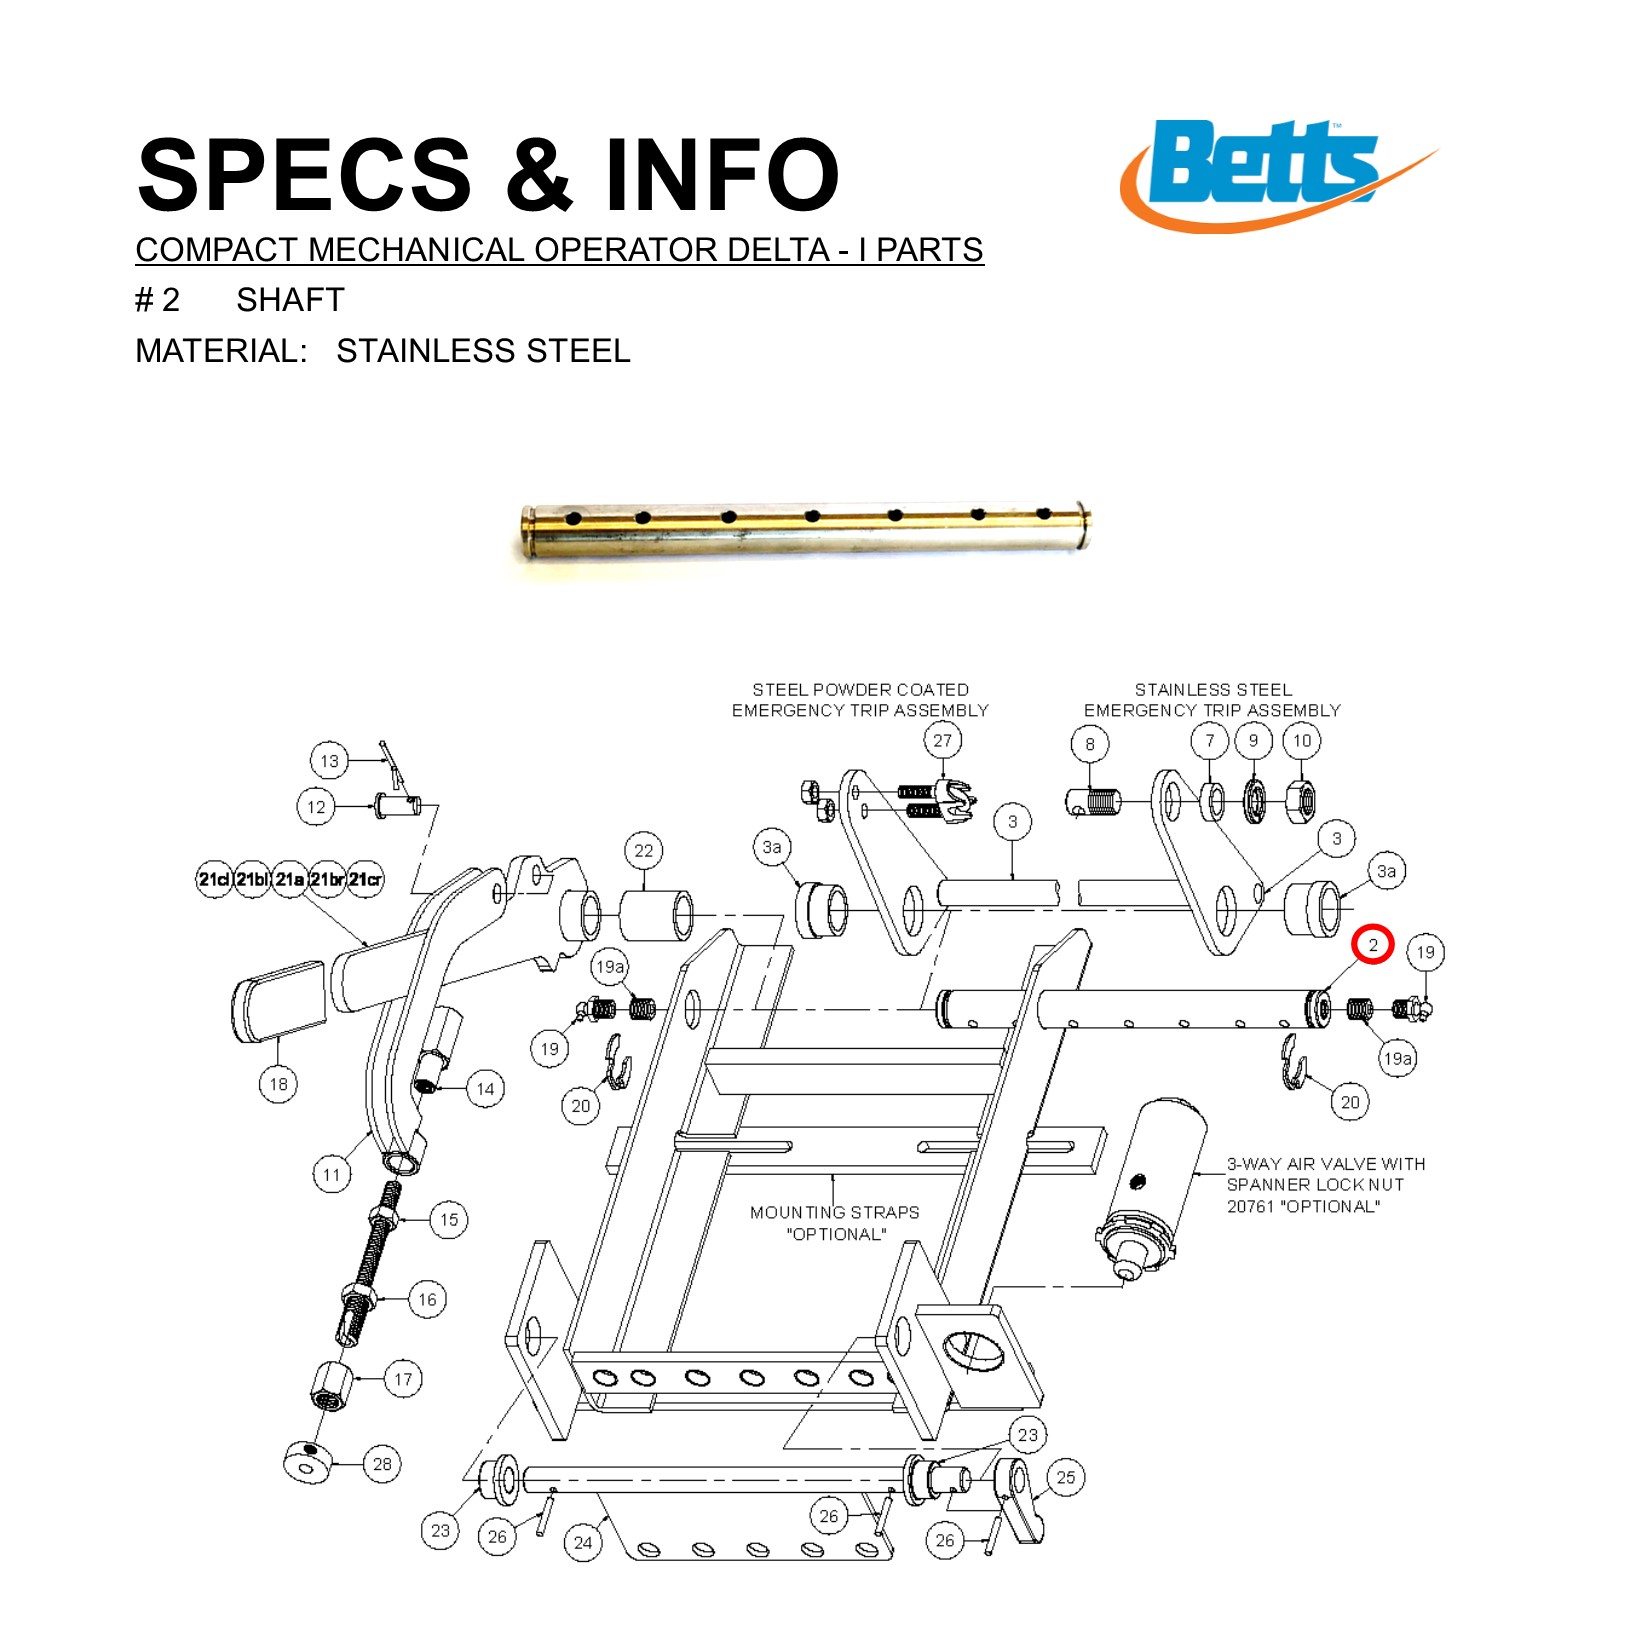 SPECS & INFO
Betts™
COMPACT MECHANICAL OPERATOR DELTA - I PARTS
# 2 SHAFT
MATERIAL: STAINLESS STEEL
STEEL POWDER COATED
EMERGENCY TRIP ASSEMBLY
STAINLESS STEEL
EMERGENCY TRIP ASSEMBLY
27
8
7
9
10
13
12
3
3
22
3a
3a
21cl
21bl
21a
21br
21cr
2
19
19a
19
18
14
20
19a
20
11
3-WAY AIR VALVE WITH
SPANNER LOCK NUT
20761 "OPTIONAL"
MOUNTING STRAPS
"OPTIONAL"
15
16
17
28
23
25
23
26
24
26
26